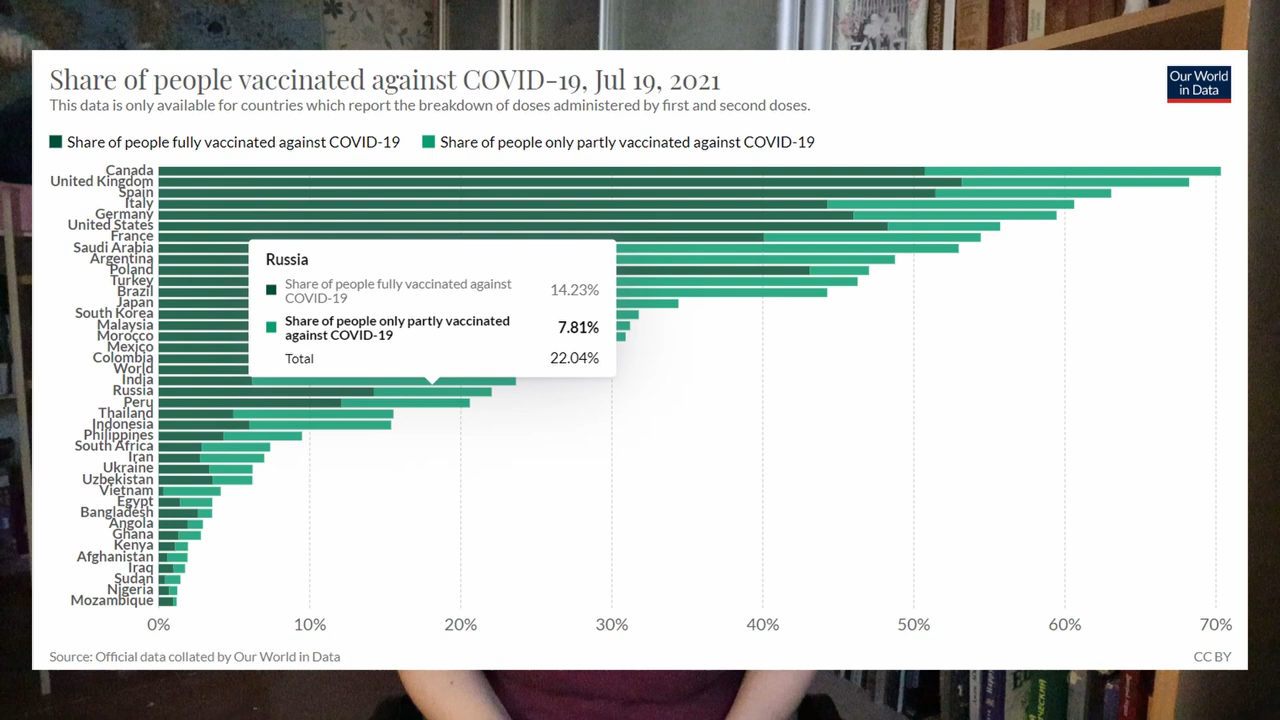 Share of people vaccinated against COVID-19, Jul 19, 2021
Our World
in Data
This data is only available for countries which report the breakdown of doses administered by first and second doses.
Share of people fully vaccinated against COVID-19
Share of people only partly vaccinated against COVID-19
Canada
United Kingdom
Spain
Italy
Germany
United States
France
Saudi Arabia
Argentina
Poland
Turkey
Brazil
Japan
South Korea
Malaysia
Morocco
Mexico
Colombia
World
India
Russia
Peru
Thailand
Indonesia
Philippines
South Africa
Iran
Ukraine
Uzbekistan
Vietnam
Egypt
Bangladesh
Angola
Ghana
Kenya
Afghanistan
Iraq
Sudan
Nigeria
Mozambique
Russia
Share of people fully vaccinated against
COVID-19
14.23%
Share of people only partly vaccinated
against COVID-19
7.81%
Total 22.04%
0% 10% 20% 30% 40% 50% 60% 70%
Source: Official data collated by Our World in Data
CC BY